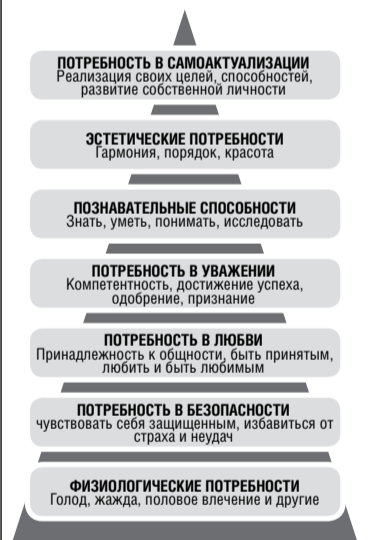 ПОТРЕБНОСТЬ В САМОАКТУАЛИЗАЦИИ
Реализация своих целей, способностей,
развитие собственной личности
ЭСТЕТИЧЕСКИЕ ПОТРЕБНОСТИ
Гармония, порядок, красота
ПОЗНАВАТЕЛЬНЫЕ СПОСОБНОСТИ
Знать, уметь, понимать, исследовать
ПОТРЕБНОСТЬ В УВАЖЕНИИ
Компетентность, достижение успеха,
одобрение, признание
ПОТРЕБНОСТЬ В ЛЮБВИ
Принадлежность к общности, быть принятым,
любить и быть любимым
ПОТРЕБНОСТЬ В БЕЗОПАСНОСТИ
чувствовать себя защищенным, избавиться от
страха и неудач
ФИЗИОЛОГИЧЕСКИЕ ПОТРЕБНОСТИ
Голод, жажда, половое влечение и другие